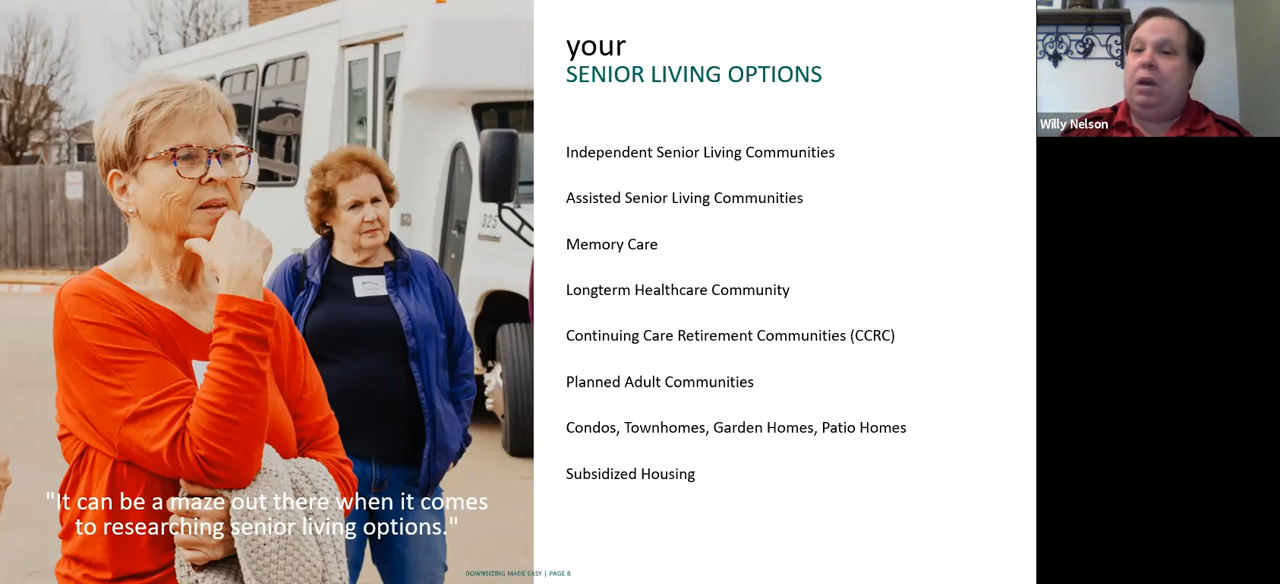 your
SENIOR LIVING OPTIONS
Independent Senior Living Communities
Assisted Senior Living Communities
Memory Care
Longterm Healthcare Community
Continuing Care Retirement Communities (CCRC)
Planned Adult Communities
Condos, Townhomes, Garden Homes, Patio Homes
Subsidized Housing
"It can be a maze out there when it comes
to researching senior living options."
DOWNSIZING MADE EASY | PAGE 8
325
Willy Nelson